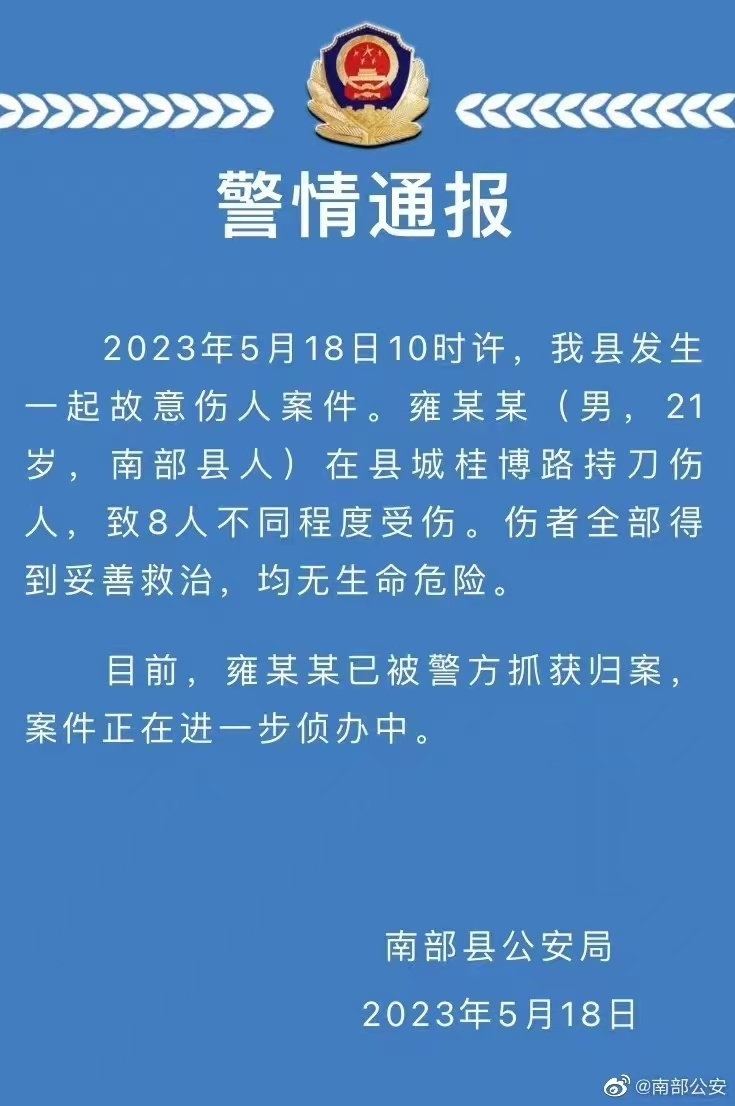 警情通报
2023年5月18日10时许，我县发生
一起故意伤人案件。雍某某（男，21
岁，南部县人）在县城桂博路持刀伤
人，致8人不同程度受伤。伤者全部得
到妥善救治，均无生命危险。
目前，雍某某已被警方抓获归案，
案件正在进一步侦办中。
南部县公安局
2023年5月18日
@南部公安